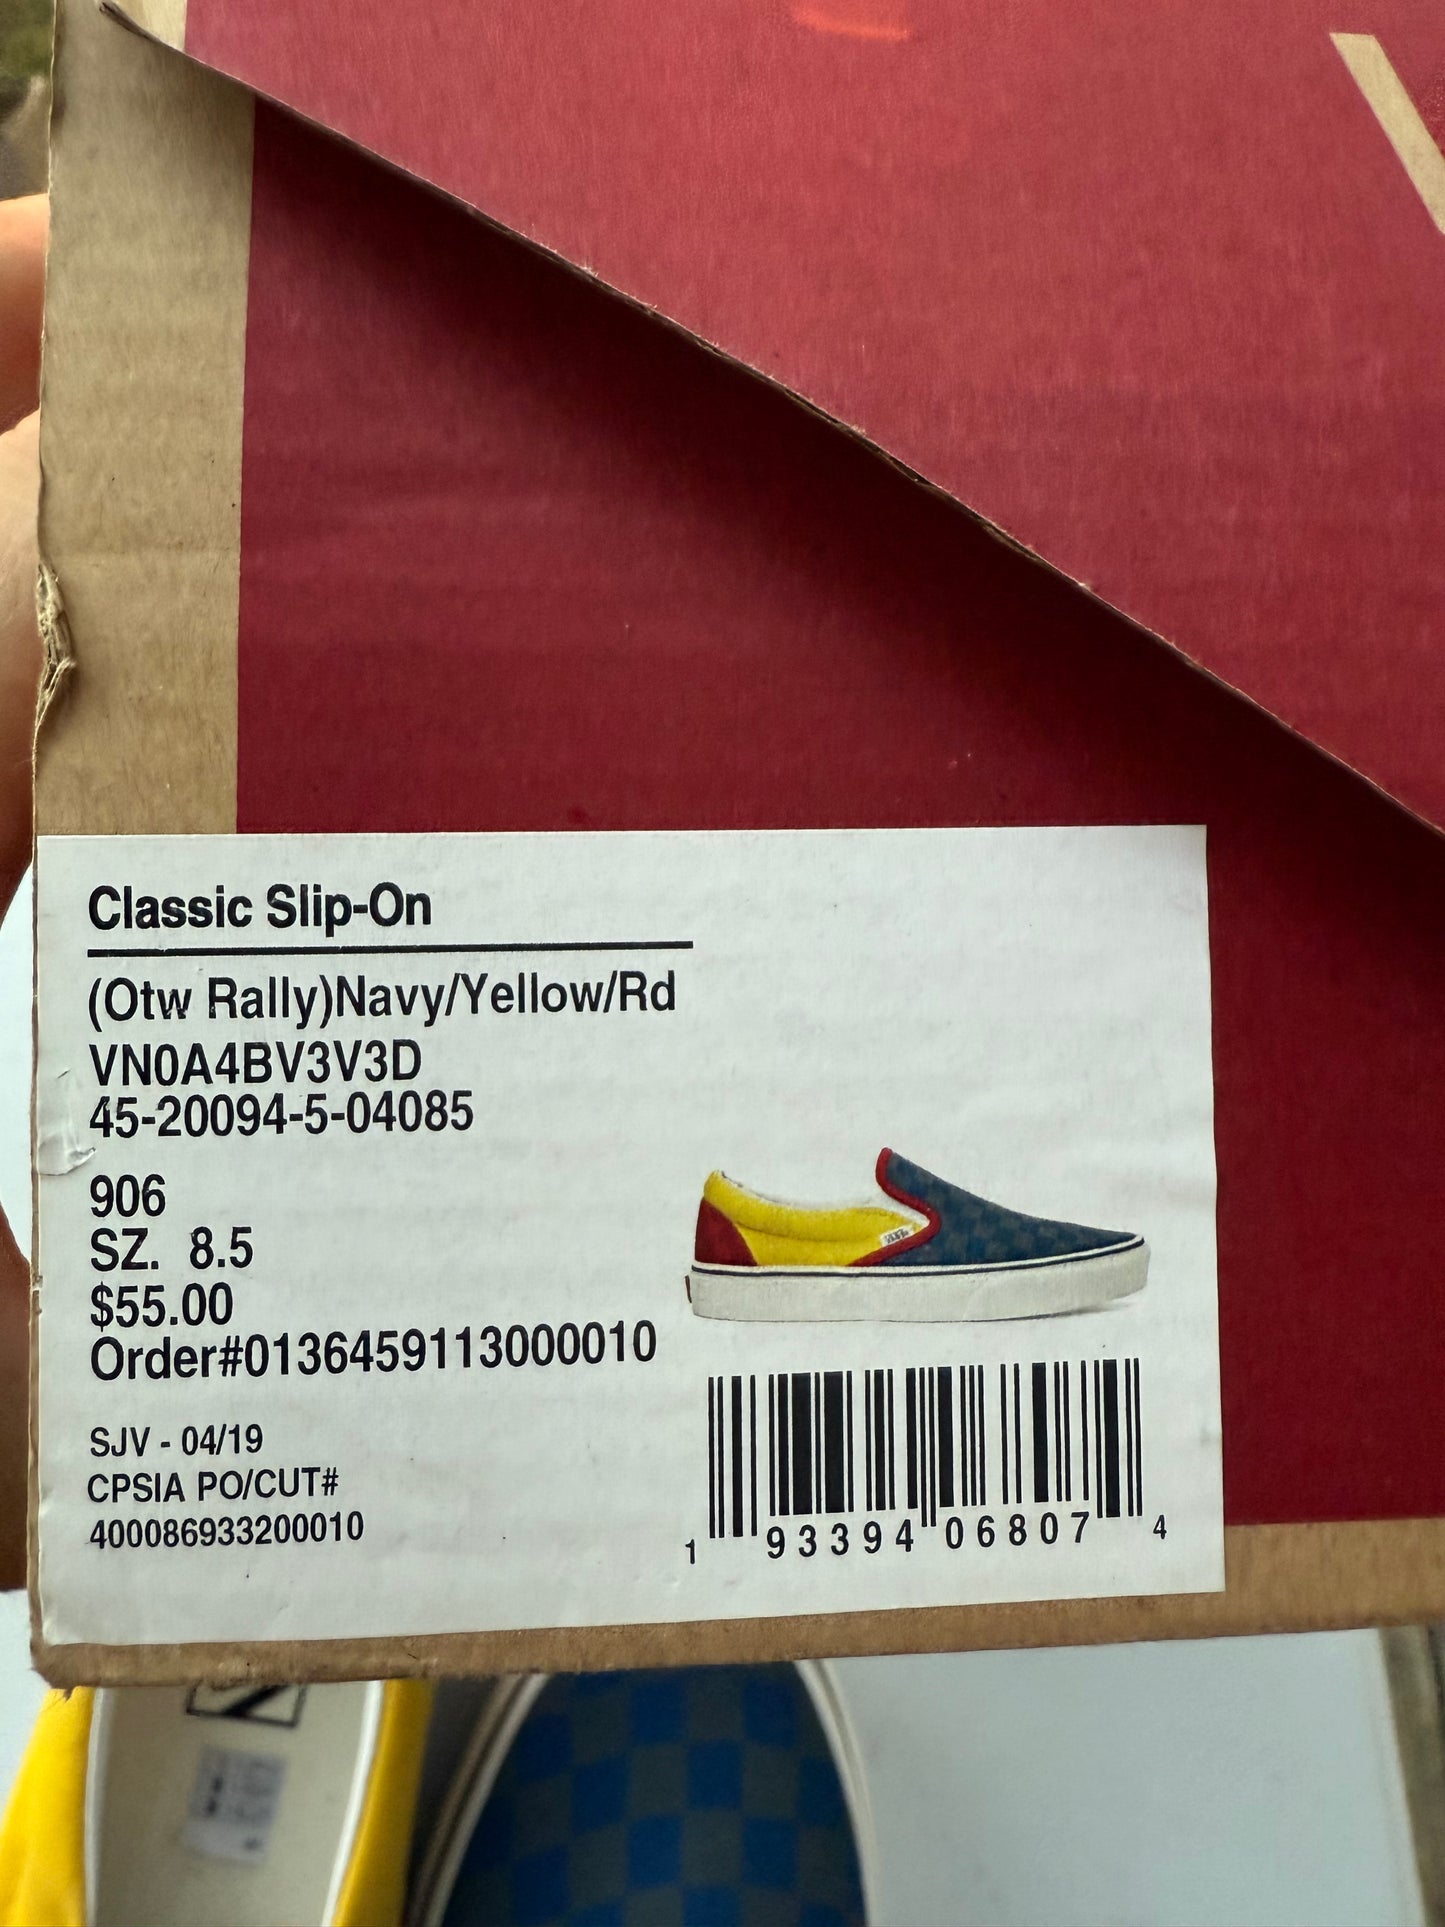 Classic Slip-On
(Otw Rally)Navy/Yellow/Rd
VN0A4BV3V3D
45-20094-5-04085
906
SZ. 8.5
$55.00
Order#0136459113000010
SJV - 04/19
CPSIA PO/CUT#
400086933200010
1 93394 06807 4